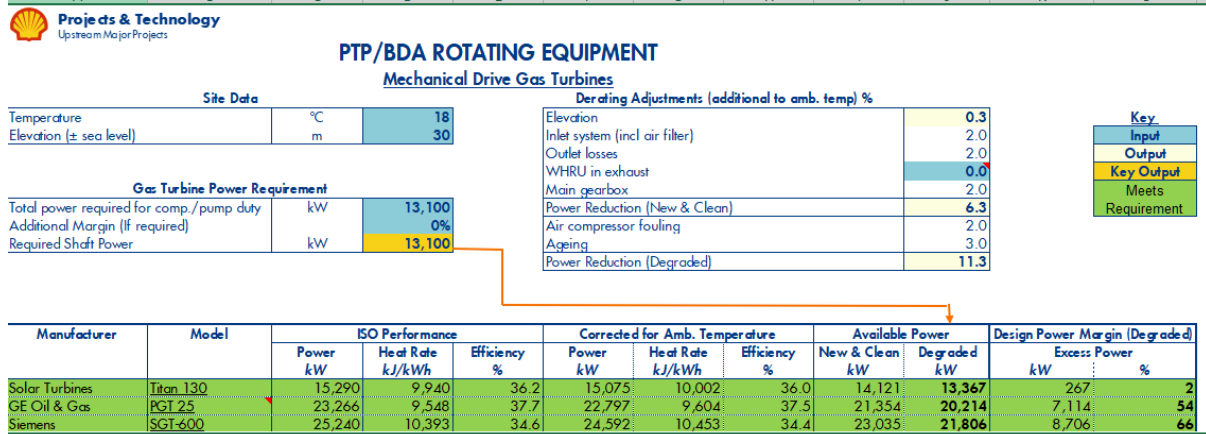 Projects & Technology
Upstream Major Projects
PTP/BDA ROTATING EQUIPMENT
Mechanical Drive Gas Turbines
Site Data
Temperature °C 18
Elevation (± sea level) m 30
Gas Turbine Power Requirement
Total power required for comp./pump duty kW 13,100
Additional Margin (If required) 0%
Required Shaft Power kW 13,100
Derating Adjustments (additional to amb. temp) %
Elevation 0.3
Inlet system (incl air filter) 2.0
Outlet losses 2.0
WHRU in exhaust 0.0
Main gearbox 2.0
Power Reduction (New & Clean) 6.3
Air compressor fouling 2.0
Ageing 3.0
Power Reduction (Degraded) 11.3
Key
Input
Output
Key Output
Meets
Requirement
Manufacturer Model ISO Performance Corrected for Amb. Temperature Available Power Design Power Margin (Degraded)
Power Heat Rate Efficiency Power Heat Rate Efficiency New & Clean Degraded Excess Power
kW kJ/kWh % kW kJ/kWh % kW kW kW %
Solar Turbines Titan 130 15,290 9,940 36.2 15,075 10,002 36.0 14,121 13,367 267 2
GE Oil & Gas PGT 25 23,266 9,548 37.7 22,797 9,604 37.5 21,354 20,214 7,114 54
Siemens SGT-600 25,240 10,393 34.6 24,592 10,453 34.4 23,035 21,806 8,706 66